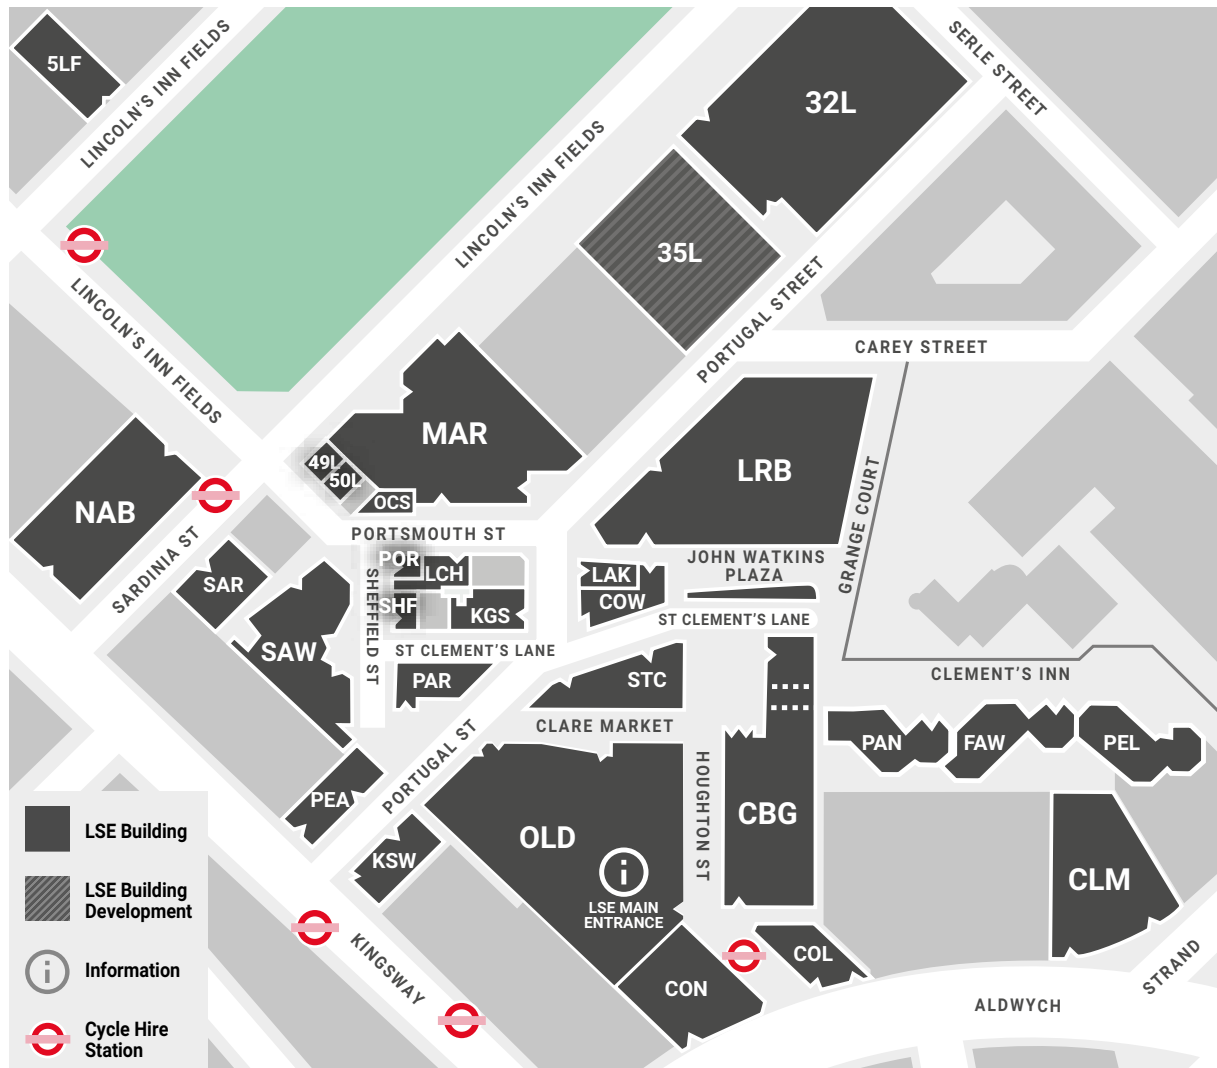 5LF
LINCOLN'S INN FIELDS
32L
SERLE STREET
LINCOLN'S INN FIELDS
35L
LINCOLN'S INN FIELDS
PORTUGAL STREET
CAREY STREET
MAR
49L
50L
OCS
LRB
NAB
GRANGE COURT
PORTSMOUTH ST
SARDINIA ST
SAR
POR
LCH
SHF
KGS
SHEFFIELD ST
LAK
COW
JOHN WATKINS
PLAZA
ST CLEMENT'S LANE
SAW
ST CLEMENT'S LANE
PAR
STC
CLEMENT'S INN
CLARE MARKET
PORTUGAL ST
HOUGHTON ST
PAN
FAW
PEL
PEA
KSW
OLD
CBG
CLM
LSE MAIN
ENTRANCE
COL
CON
KINGSWAY
ALDWYCH
STRAND
LSE Building
LSE Building
Development
Information
Cycle Hire
Station